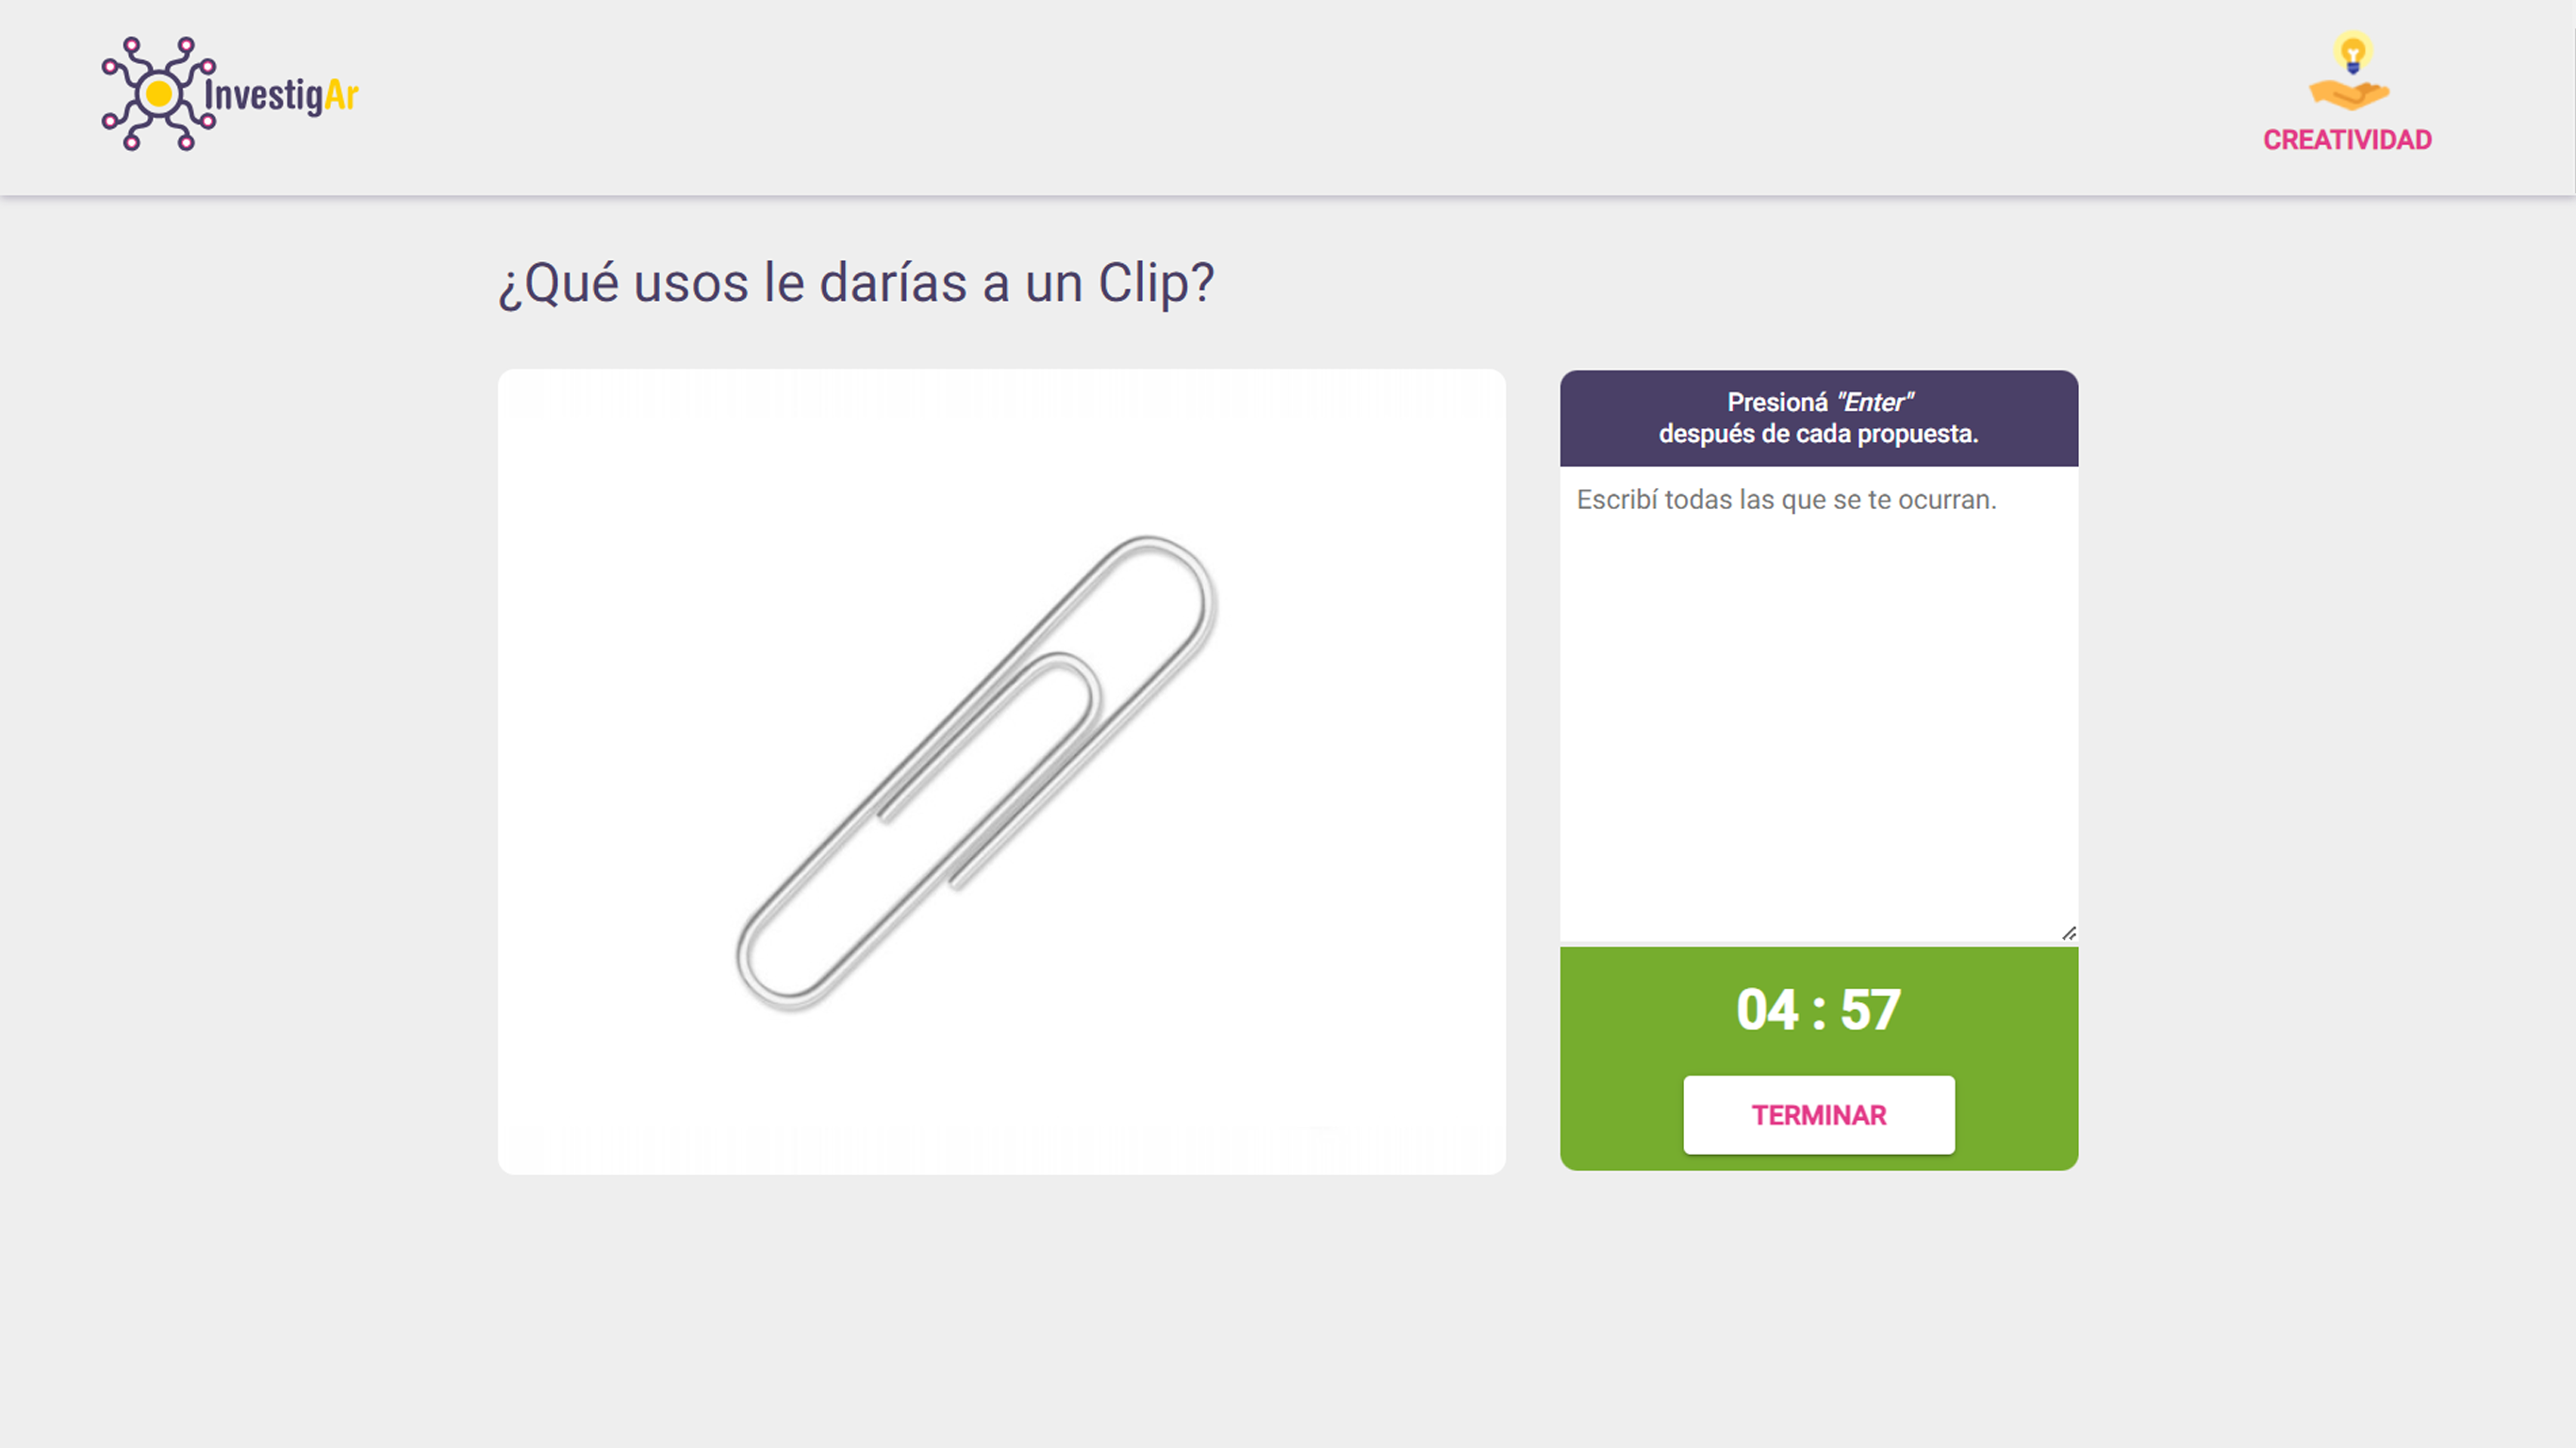 InvestigAr
CREATIVIDAD
¿Qué usos le darías a un Clip?
Presioná "Enter"
después de cada propuesta.
Escribí todas las que se te ocurran.
04 : 57
TERMINAR